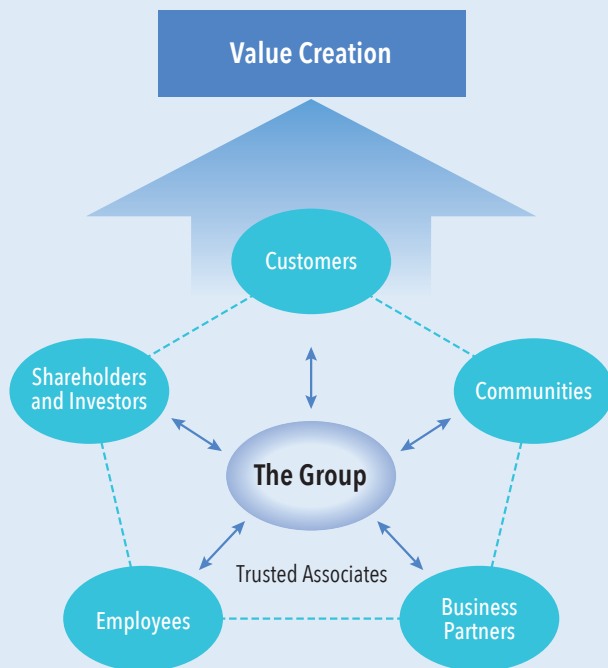 Value Creation
Customers
Shareholders
and Investors
Communities
The Group
Trusted Associates
Employees
Business
Partners